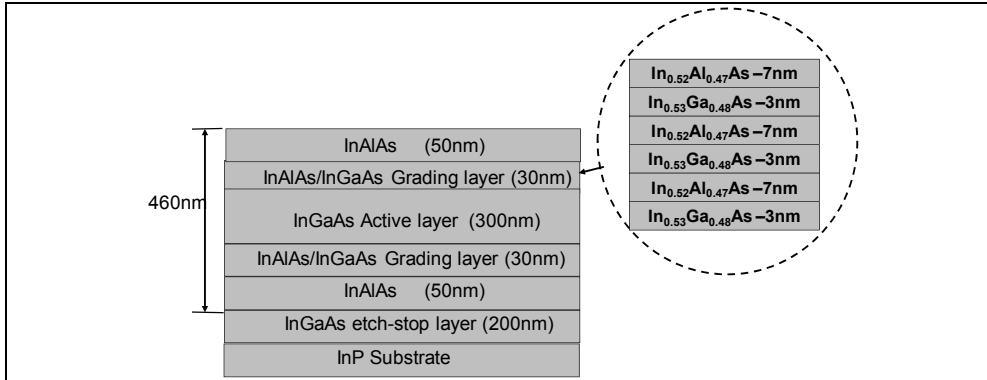 InAlAs (50nm)
InAlAs/InGaAs Grading layer (30nm)
InGaAs Active layer (300nm)
InAlAs/InGaAs Grading layer (30nm)
InAlAs (50nm)
InGaAs etch-stop layer (200nm)
InP Substrate
460nm
In0.52Al0.47As –7nm
In0.53Ga0.48As –3nm
In0.52Al0.47As –7nm
In0.53Ga0.48As –3nm
In0.52Al0.47As –7nm
In0.53Ga0.48As –3nm